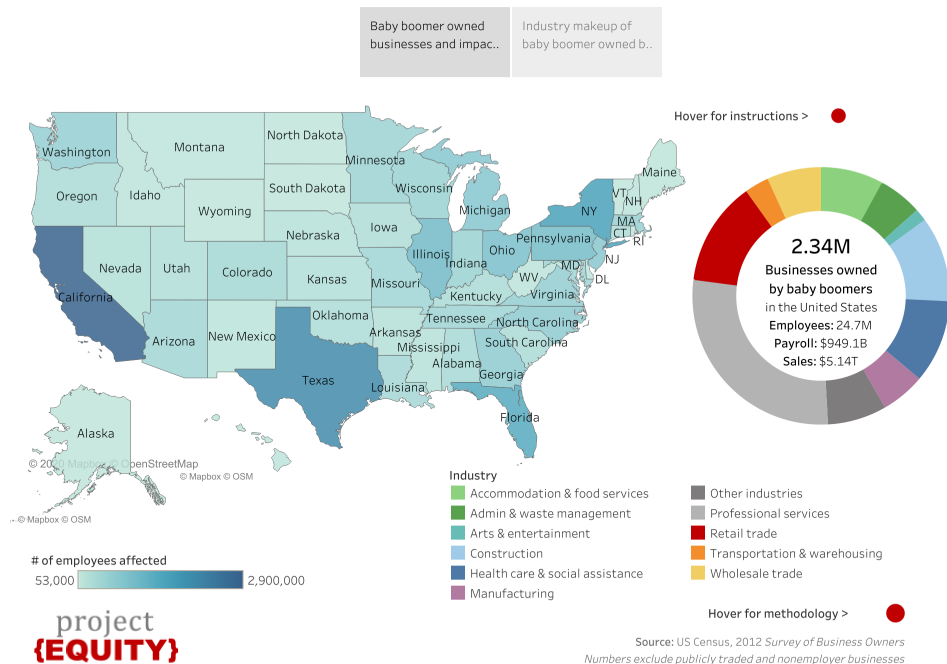 Baby boomer owned
businesses and impac..
Industry makeup of
baby boomer owned b..
Hover for instructions >
Washington
Montana
North Dakota
Minnesota
Maine
Oregon
Idaho
South Dakota
Wisconsin
VT
NH
Wyoming
Michigan
NY
MA
CT
RI
Nebraska
Iowa
Pennsylvania
NJ
Nevada
Utah
Colorado
Illinois
Indiana
Ohio
MD
DL
California
Kansas
Missouri
WV
Virginia
Kentucky
Arizona
New Mexico
Oklahoma
Arkansas
Tennessee
North Carolina
Mississippi
Alabama
South Carolina
Georgia
Texas
Louisiana
Florida
Alaska
© 2020 Mapbox © OpenStreetMap
© Mapbox © OSM
© Mapbox © OSM
2.34M
Businesses owned
by baby boomers
in the United States
Employees: 24.7M
Payroll: $949.1B
Sales: $5.14T
Industry
Accommodation & food services
Admin & waste management
Arts & entertainment
Construction
Health care & social assistance
Manufacturing
Other industries
Professional services
Retail trade
Transportation & warehousing
Wholesale trade
# of employees affected
53,000
2,900,000
project
{EQUITY}
Hover for methodology >
Source: US Census, 2012 Survey of Business Owners
Numbers exclude publicly traded and nonemployer businesses